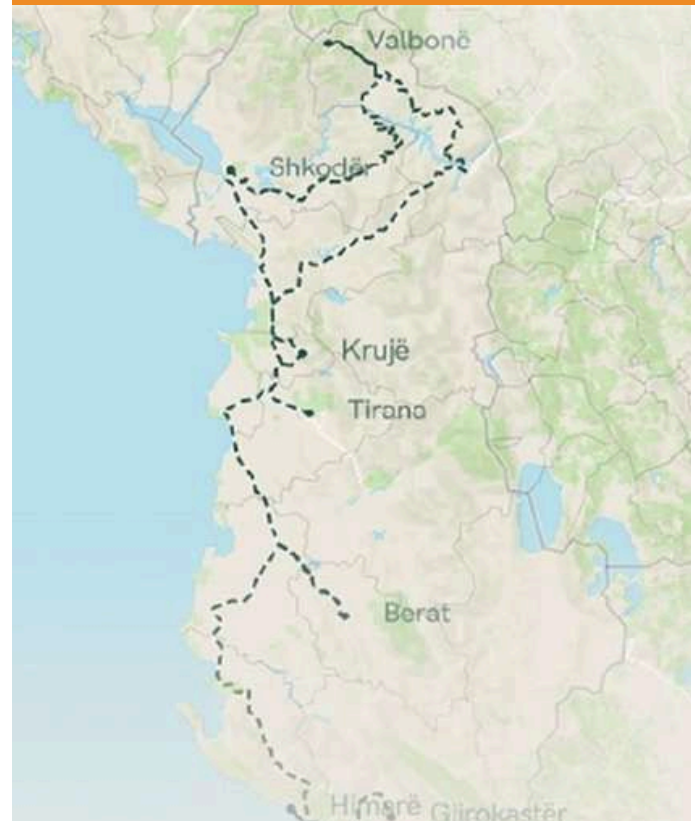 Valbonë
Shkodër
Krujë
Tirana
Berat
Himarë
Gjirokastër